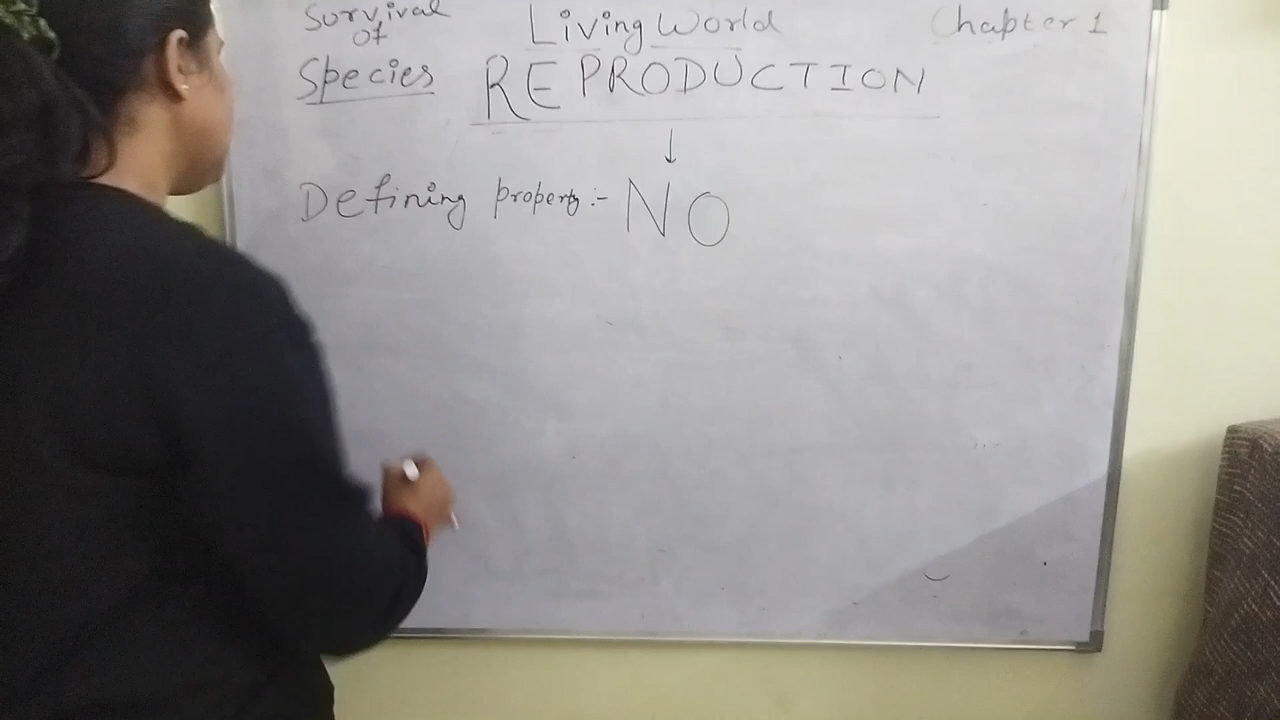 Survival
of
Species
Living World
Chapter 1
REPRODUCTION
↓
Defining property :- NO